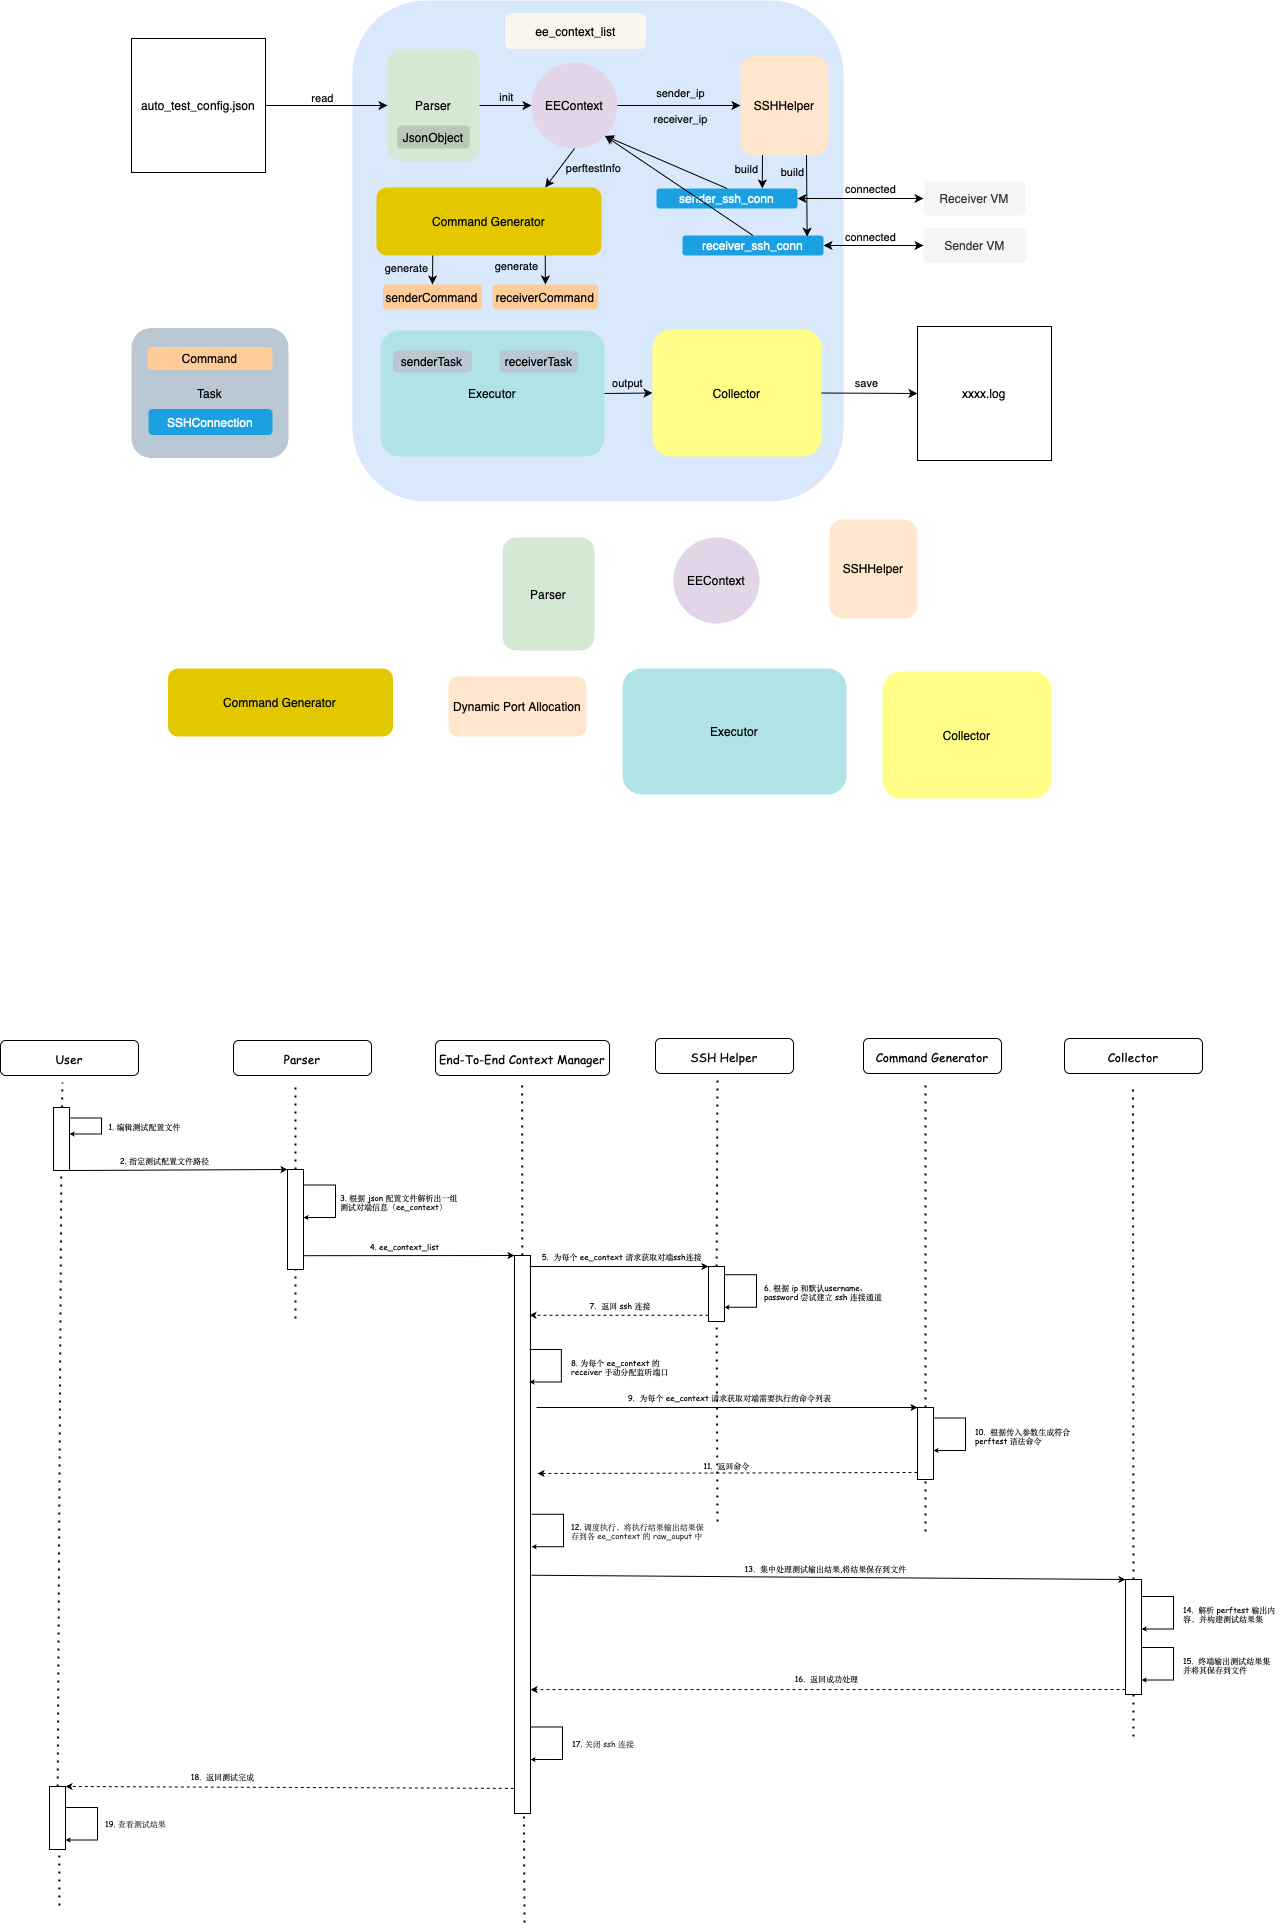 ee_context_list
auto_test_config.json
read
Parser
JsonObject
init
EEContext
sender_ip
receiver_ip
SSHHelper
perftestInfo
build
build
sender_ssh_conn
connected
Receiver VM
Command Generator
receiver_ssh_conn
connected
Sender VM
generate
generate
senderCommand
receiverCommand
Command
Task
SSHConnection
senderTask
receiverTask
Executor
output
Collector
save
xxxx.log
Parser
EEContext
SSHHelper
Command Generator
Dynamic Port Allocation
Executor
Collector
User
Parser
End-To-End Context Manager
SSH Helper
Command Generator
Collector
1. 编辑测试配置文件
2. 指定测试配置文件路径
3. 根据 json 配置文件解析出一组
测试对端信息（ee_context）
4. ee_context_list
5. 为每个 ee_context 请求获取对端ssh连接
6. 根据 ip 和默认username、
password 尝试建立 ssh 连接通道
7. 返回 ssh 连接
8. 为每个 ee_context 的
receiver 手动分配监听端口
9. 为每个 ee_context 请求获取对端需要执行的命令列表
10. 根据传入参数生成符合
perftest 语法命令
11. 返回命令
12. 调度执行，将执行结果输出结果保
存到各 ee_context 的 raw_ouput 中
13. 集中处理测试输出结果,将结果保存到文件
14. 解析 perftest 输出内
容，并构建测试结果集
15. 终端输出测试结果集
并将其保存到文件
16. 返回成功处理
17. 关闭 ssh 连接
18. 返回测试完成
19. 查看测试结果